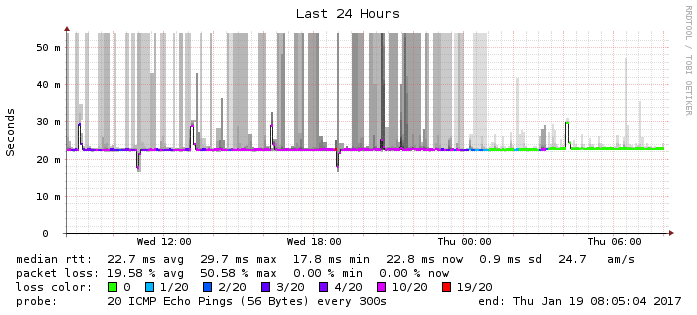 Last 24 Hours
RRDTOOL / TOBI OETIKER
Seconds
50 m
40 m
30 m
20 m
10 m
0
Wed 12:00 Wed 18:00 Thu 00:00 Thu 06:00
median rtt: 22.7 ms avg 29.7 ms max 17.8 ms min 22.8 ms now 0.9 ms sd 24.7 am/s
packet loss: 19.58 % avg 50.58 % max 0.00 % min 0.00 % now
loss color: 0 1/20 2/20 3/20 4/20 10/20 19/20
probe: 20 ICMP Echo Pings (56 Bytes) every 300s end: Thu Jan 19 08:05:04 2017